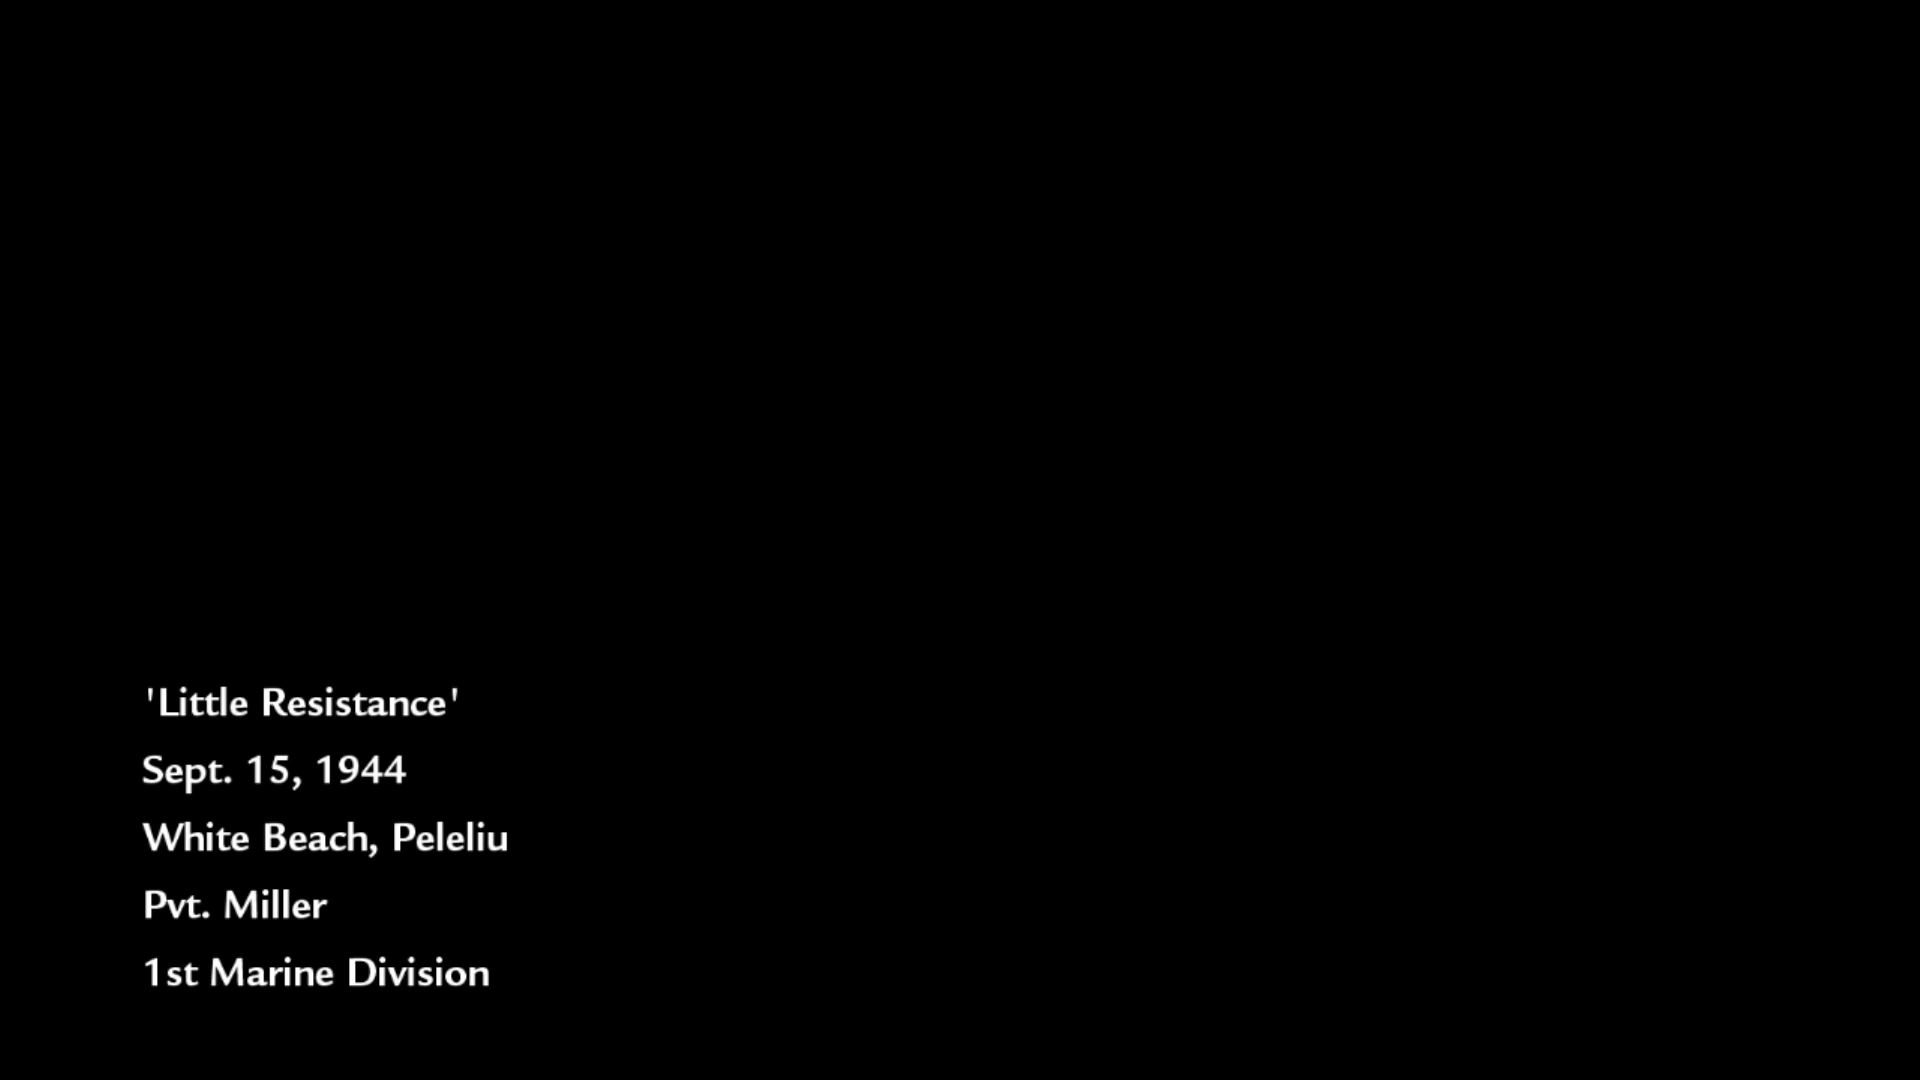 'Little Resistance'
Sept. 15, 1944
White Beach, Peleliu
Pvt. Miller
1st Marine Division